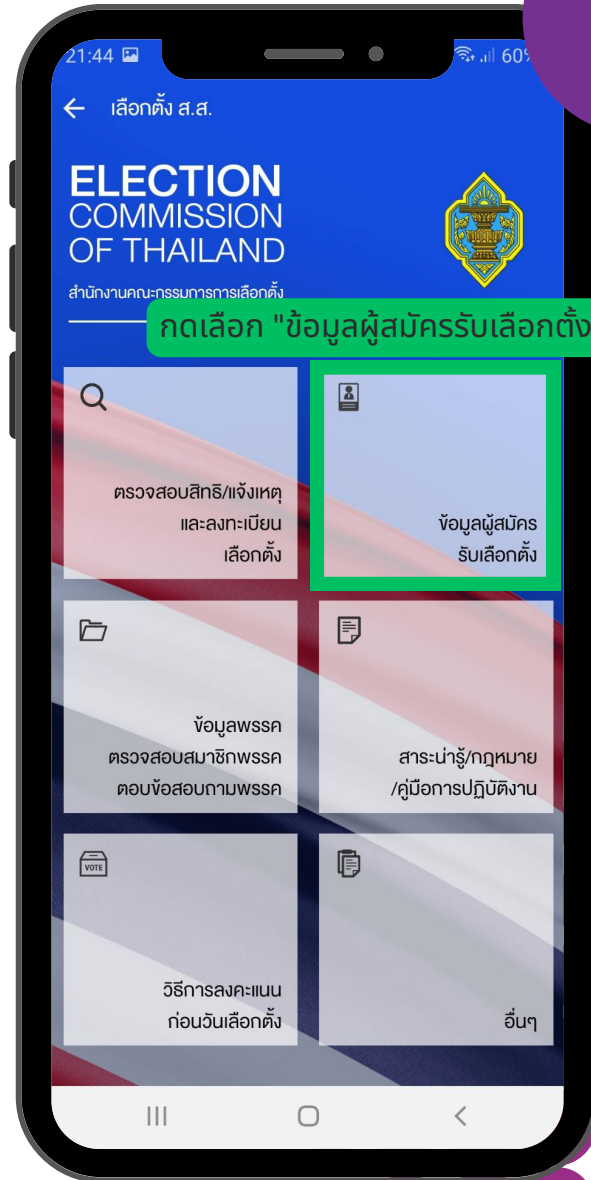 21:44
60%
เลือกตั้ง ส.ส.
ELECTION
COMMISSION
OF THAILAND
สำนักงานคณะกรรมการการเลือกตั้ง
กดเลือก "ข้อมูลผู้สมัครรับเลือกตั้ง
ตรวจสอบสิทธิ/แจ้งเหตุ
และลงทะเบียน
เลือกตั้ง
ข้อมูลผู้สมัคร
รับเลือกตั้ง
ข้อมูลพรรค
ตรวจสอบสมาชิกพรรค
ตอบข้อสอบถามพรรค
สาระน่ารู้/กฎหมาย
/คู่มือการปฏิบัติงาน
VOTE
วิธีการลงคะแนน
ก่อนวันเลือกตั้ง
อื่นๆ